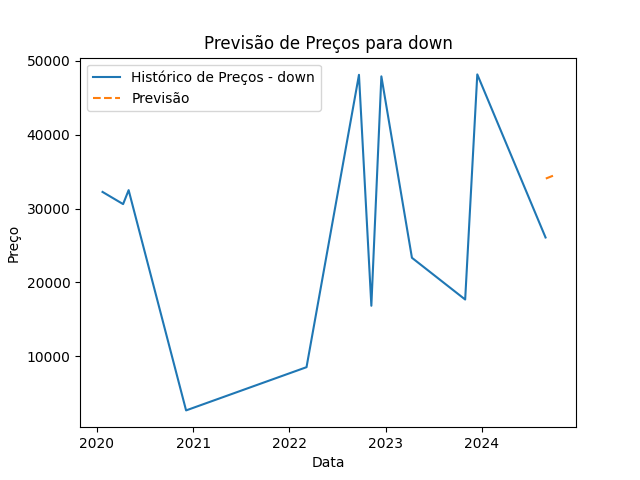 Previsão de Preços para down
Histórico de Preços - down
Previsão
50000
40000
30000
20000
10000
Preço
2020 2021 2022 2023 2024
Data